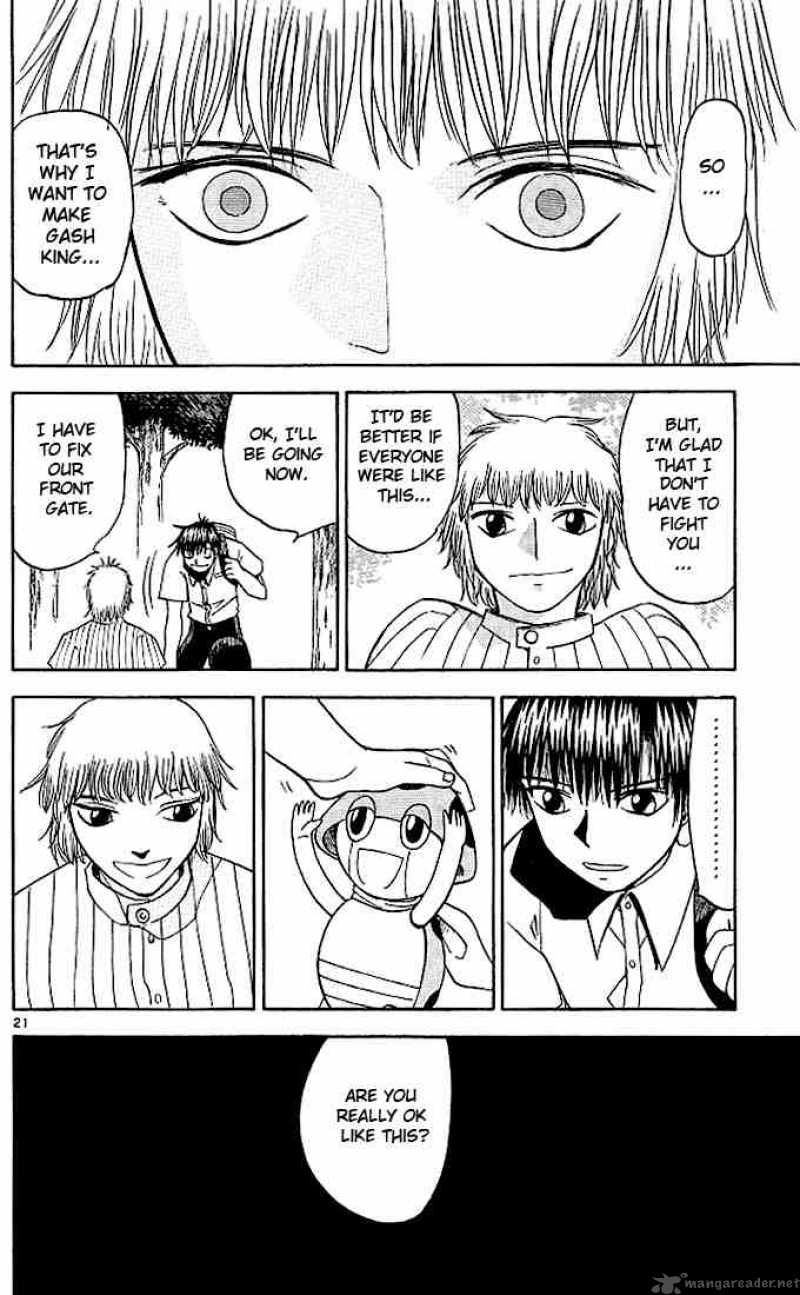 SO
...
THAT'S
WHY I
WANT TO
MAKE
GASH
KING...
BUT,
I'M GLAD
THAT I
DON'T
HAVE TO
FIGHT
YOU
...
IT'D BE
BETTER IF
EVERYONE
WERE LIKE
THIS...
OK, I'LL
BE GOING
NOW.
I HAVE
TO FIX
OUR
FRONT
GATE.
..........
21
ARE YOU
REALLY OK
LIKE THIS?
mangareader.net